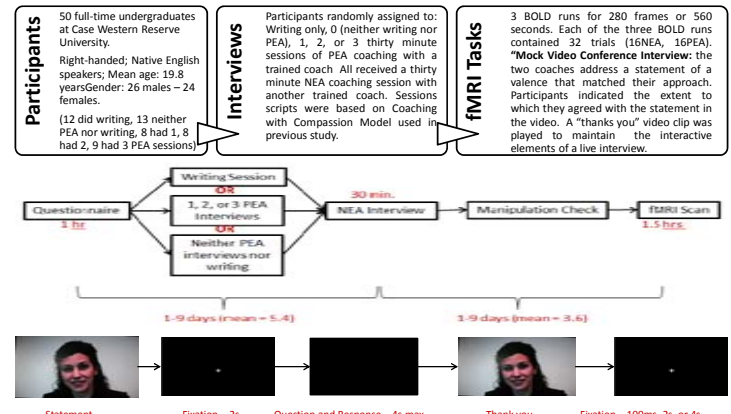 Participants
50 full-time undergraduates
at Case Western Reserve
University.
Right-handed; Native English
speakers; Mean age: 19.8
yearsGender: 26 males – 24
females.
(12 did writing, 13 neither
PEA nor writing, 8 had 1, 8
had 2, 9 had 3 PEA sessions)
Interviews
Participants randomly assigned to:
Writing only, 0 (neither writing nor
PEA), 1, 2, or 3 thirty minute
sessions of PEA coaching with a
trained coach All received a thirty
minute NEA coaching session with
another trained coach. Sessions
scripts were based on Coaching
with Compassion Model used in
previous study.
fMRI Tasks
3 BOLD runs for 280 frames or 560
seconds. Each of the three BOLD runs
contained 32 trials (16NEA, 16PEA).
“Mock Video Conference Interview: the
two coaches address a statement of a
valence that matched their approach.
Participants indicated the extent to
which they agreed with the statement in
the video. A “thanks you” video clip was
played to maintain the interactive
elements of a live interview.
Questionnaire
1 hr
Writing Session
OR
1, 2, or 3 PEA
Interviews
OR
Neither PEA
interviews nor
writing
30 min.
NEA Interview
Manipulation Check
fMRI Scan
1.5 hrs
1-9 days (mean = 5.4)
1-9 days (mean = 3.6)
Statement
Fixation – 2s
Question and Response – 4s max
Thank you
Fixation – 100ms, 2s, or 4s